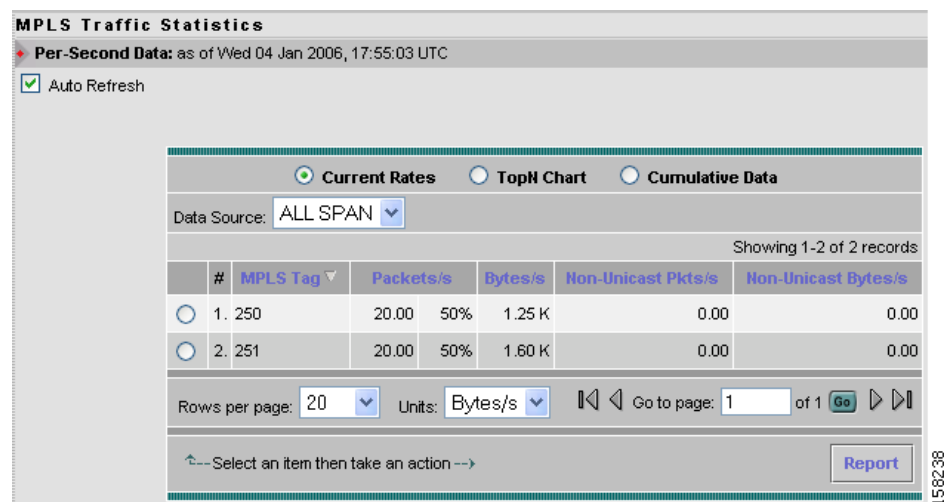 MPLS Traffic Statistics
Per-Second Data: as of Wed 04 Jan 2006, 17:55:03 UTC
Auto Refresh
Current Rates TopN Chart Cumulative Data
Data Source: ALL SPAN
Showing 1-2 of 2 records
# MPLS Tag Packets/s Bytes/s Non-Unicast Pkts/s Non-Unicast Bytes/s
1. 250 20.00 50% 1.25 K 0.00 0.00
2. 251 20.00 50% 1.60 K 0.00 0.00
Rows per page: 20 Units: Bytes/s Go to page: 1 of 1 Go
Select an item then take an action Report
158238